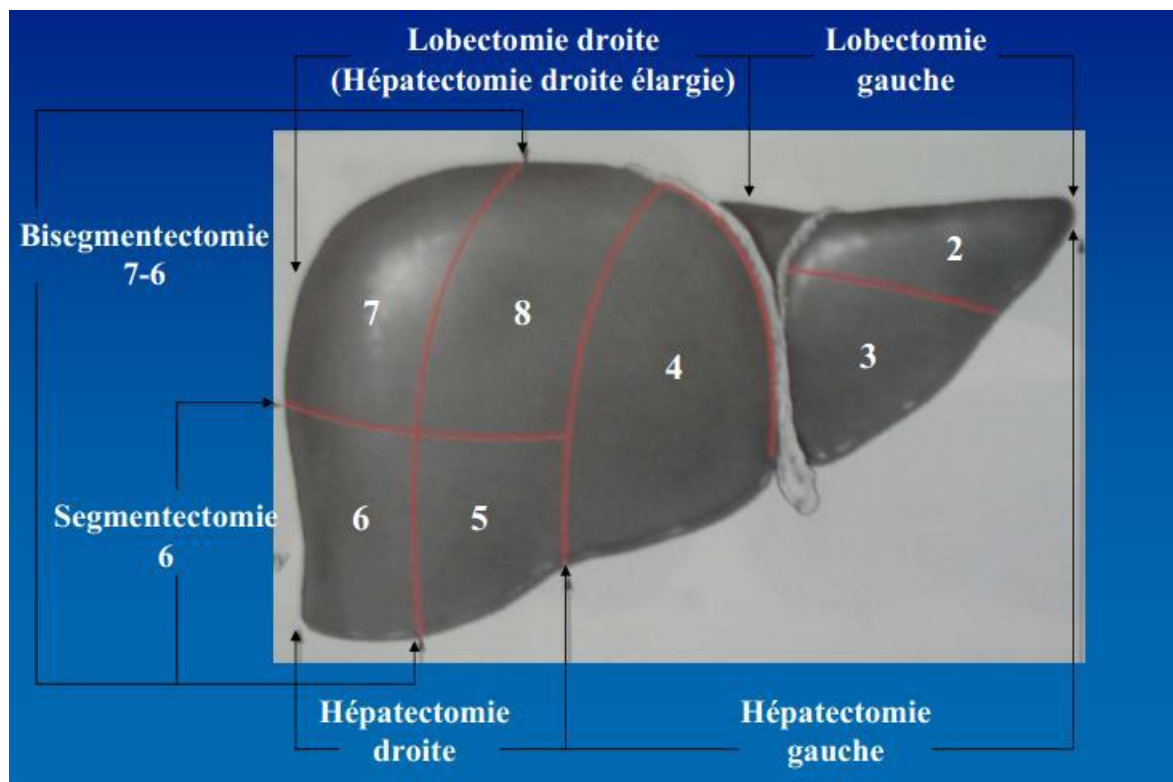 Lobectomie droite
(Hépatectomie droite élargie)
Lobectomie
gauche
Bisegmentectomie
7-6
7
8
4
2
3
Segmentectomie
6
6
5
Hépatectomie
droite
Hépatectomie
gauche